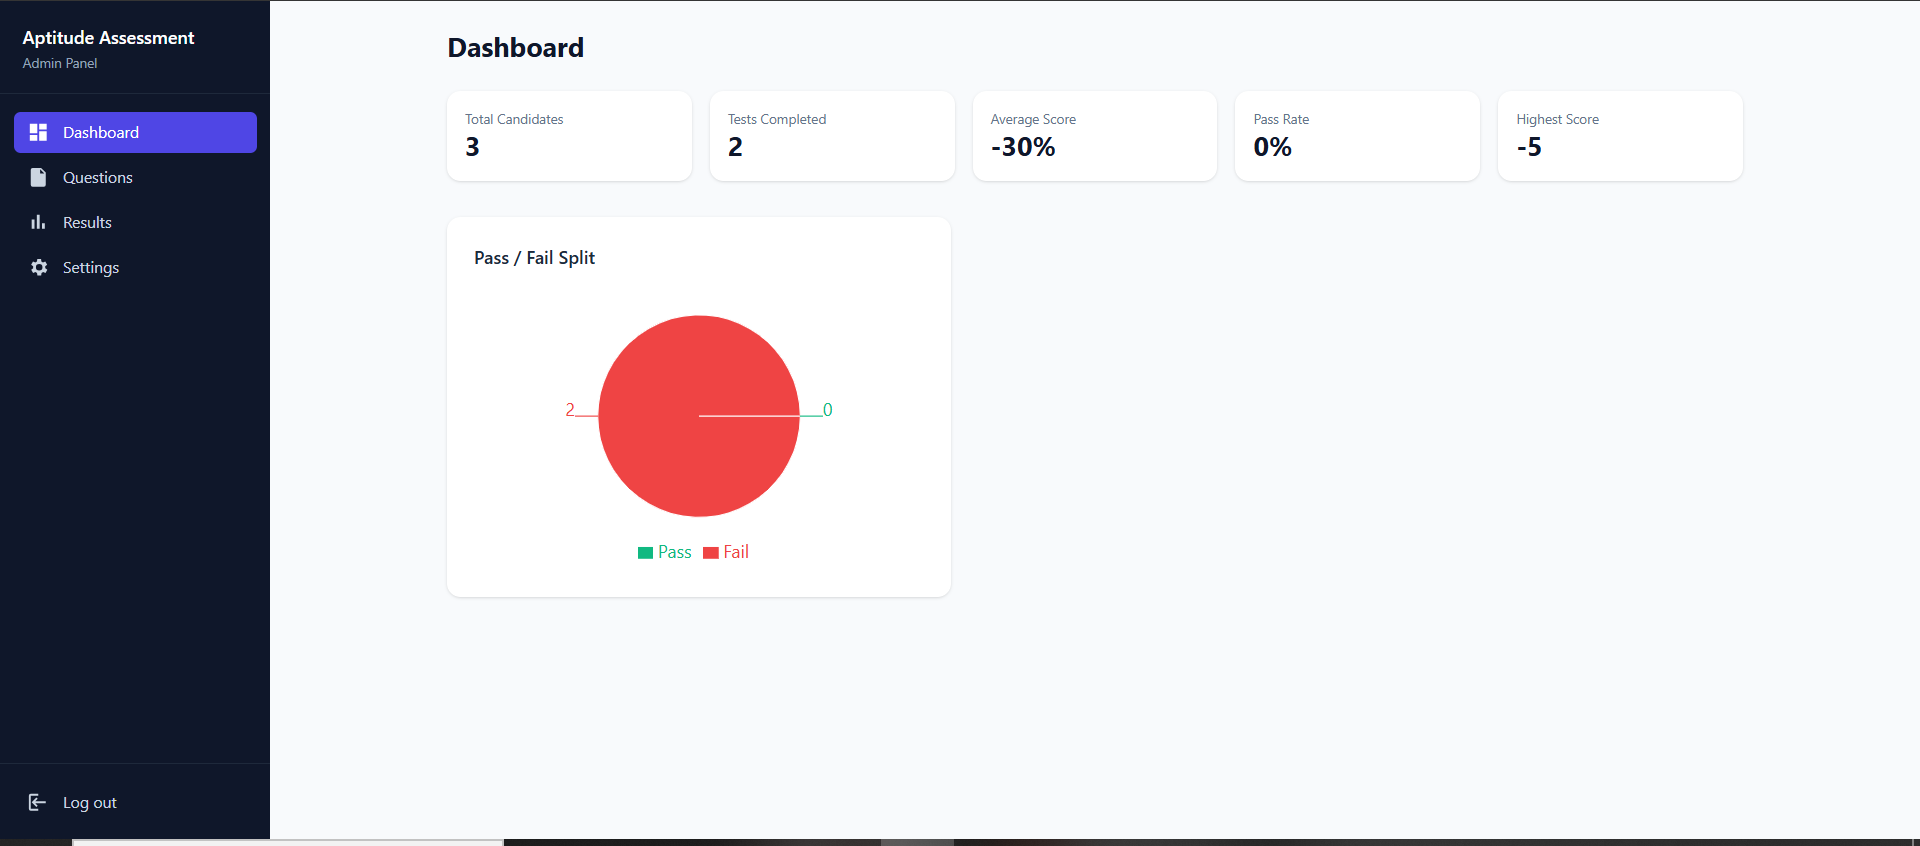 Aptitude Assessment
Admin Panel
Dashboard
Questions
Results
Settings
Log out
Dashboard
Total Candidates
3
Tests Completed
2
Average Score
-30%
Pass Rate
0%
Highest Score
-5
Pass / Fail Split
2
0
Pass
Fail